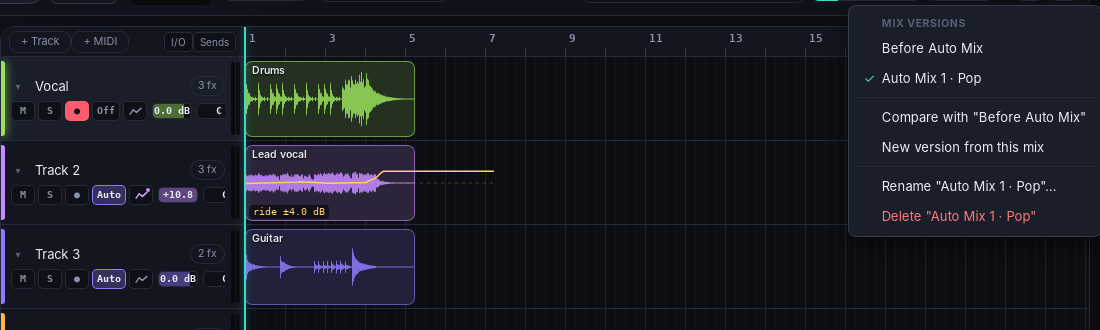 + Track + MIDI I/O Sends
1 3 5 7 9 11 13 15
MIX VERSIONS
Before Auto Mix
✓ Auto Mix 1 · Pop
Compare with "Before Auto Mix"
New version from this mix
Rename "Auto Mix 1 · Pop"...
Delete "Auto Mix 1 · Pop"
Vocal 3 fx
M S Off 0.0 dB C
Drums
Track 2 3 fx
M S Auto +10.8
Lead vocal
ride ±4.0 dB
Track 3 2 fx
M S Auto 0.0 dB
Guitar